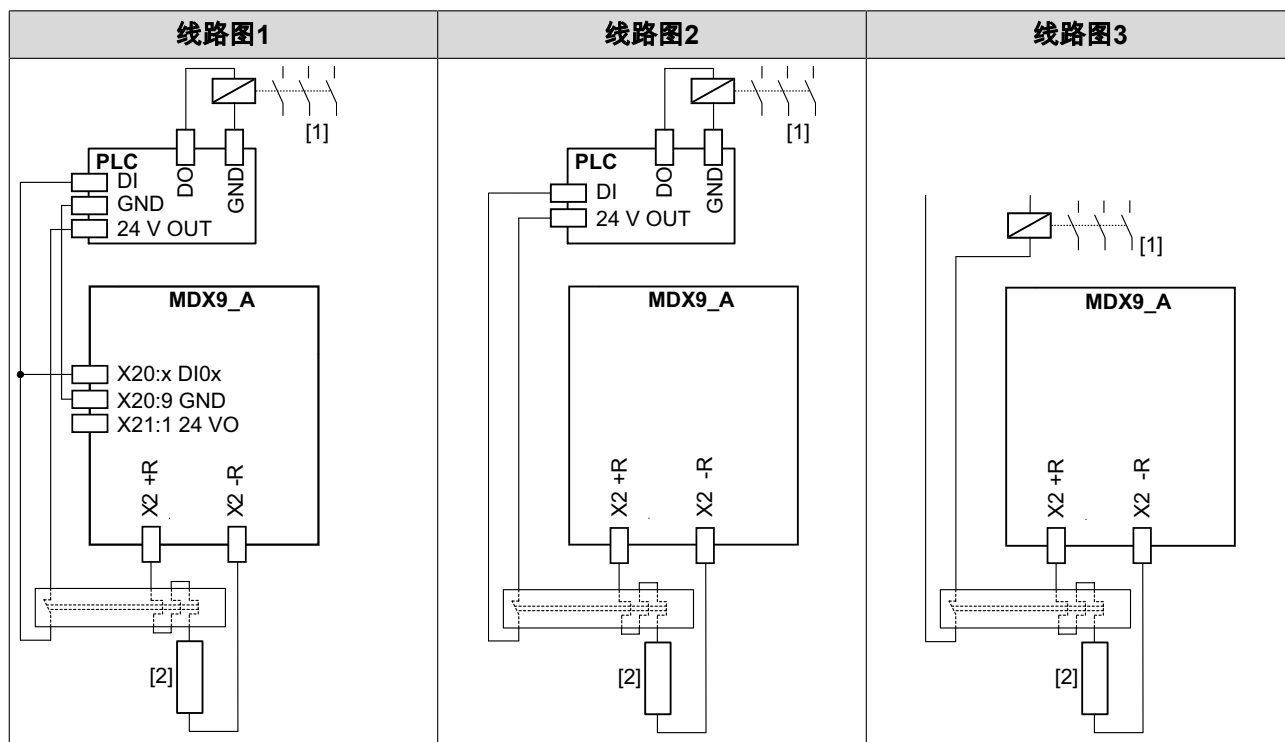 线路图1
线路图2
线路图3
[1]
PLC
DI
GND
24 V OUT
DO
GND
MDX9_A
X20:x DI0x
X20:9 GND
X21:1 24 VO
X2 +R
X2 -R
[2]
[1]
PLC
DI
24 V OUT
DO
GND
MDX9_A
X2 +R
X2 -R
[2]
[1]
MDX9_A
X2 +R
X2 -R
[2]